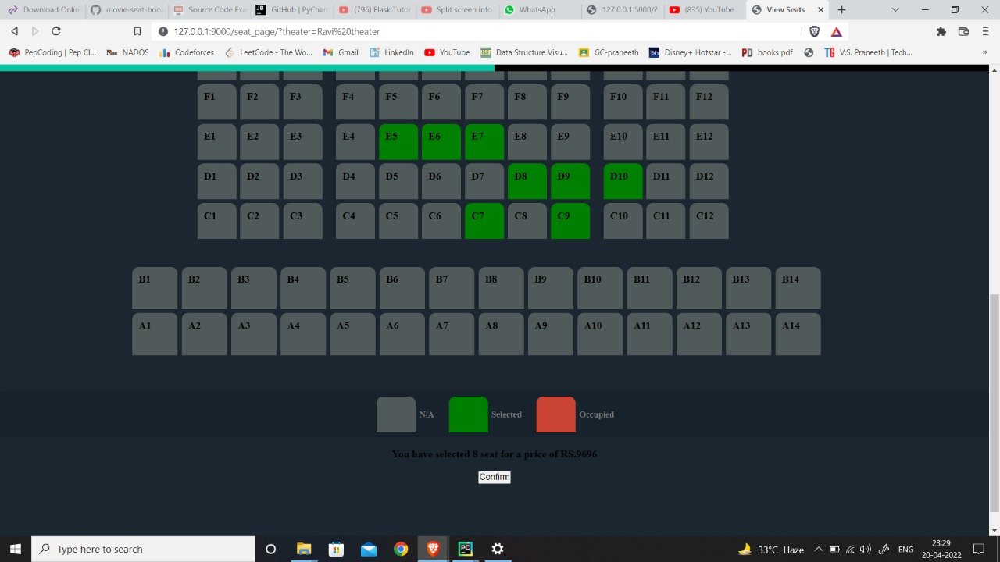 Download Onlin
movie-seat-book
Source Code Exa
GitHub | PyCharm
(796) Flask Tutori
Split screen into
WhatsApp
127.0.0.1:5000/?
(835) YouTube
View Seats
127.0.0.1:9000/seat_page/?theater=Ravi%20theater
PepCoding | Pep Cl...
NADOS
Codeforces
LeetCode - The Wo...
Gmail
LinkedIn
YouTube
Data Structure Visu...
GC-praneeth
Disney+ Hotstar -...
books pdf
V.S. Praneeth | Tech...
F1 F2 F3 F4 F5 F6 F7 F8 F9 F10 F11 F12
E1 E2 E3 E4 E5 E6 E7 E8 E9 E10 E11 E12
D1 D2 D3 D4 D5 D6 D7 D8 D9 D10 D11 D12
C1 C2 C3 C4 C5 C6 C7 C8 C9 C10 C11 C12
B1 B2 B3 B4 B5 B6 B7 B8 B9 B10 B11 B12 B13 B14
A1 A2 A3 A4 A5 A6 A7 A8 A9 A10 A11 A12 A13 A14
N/A Selected Occupied
You have selected 8 seat for a price of RS.9696
Confirm
Type here to search
33°C Haze
ENG
23:29
20-04-2022